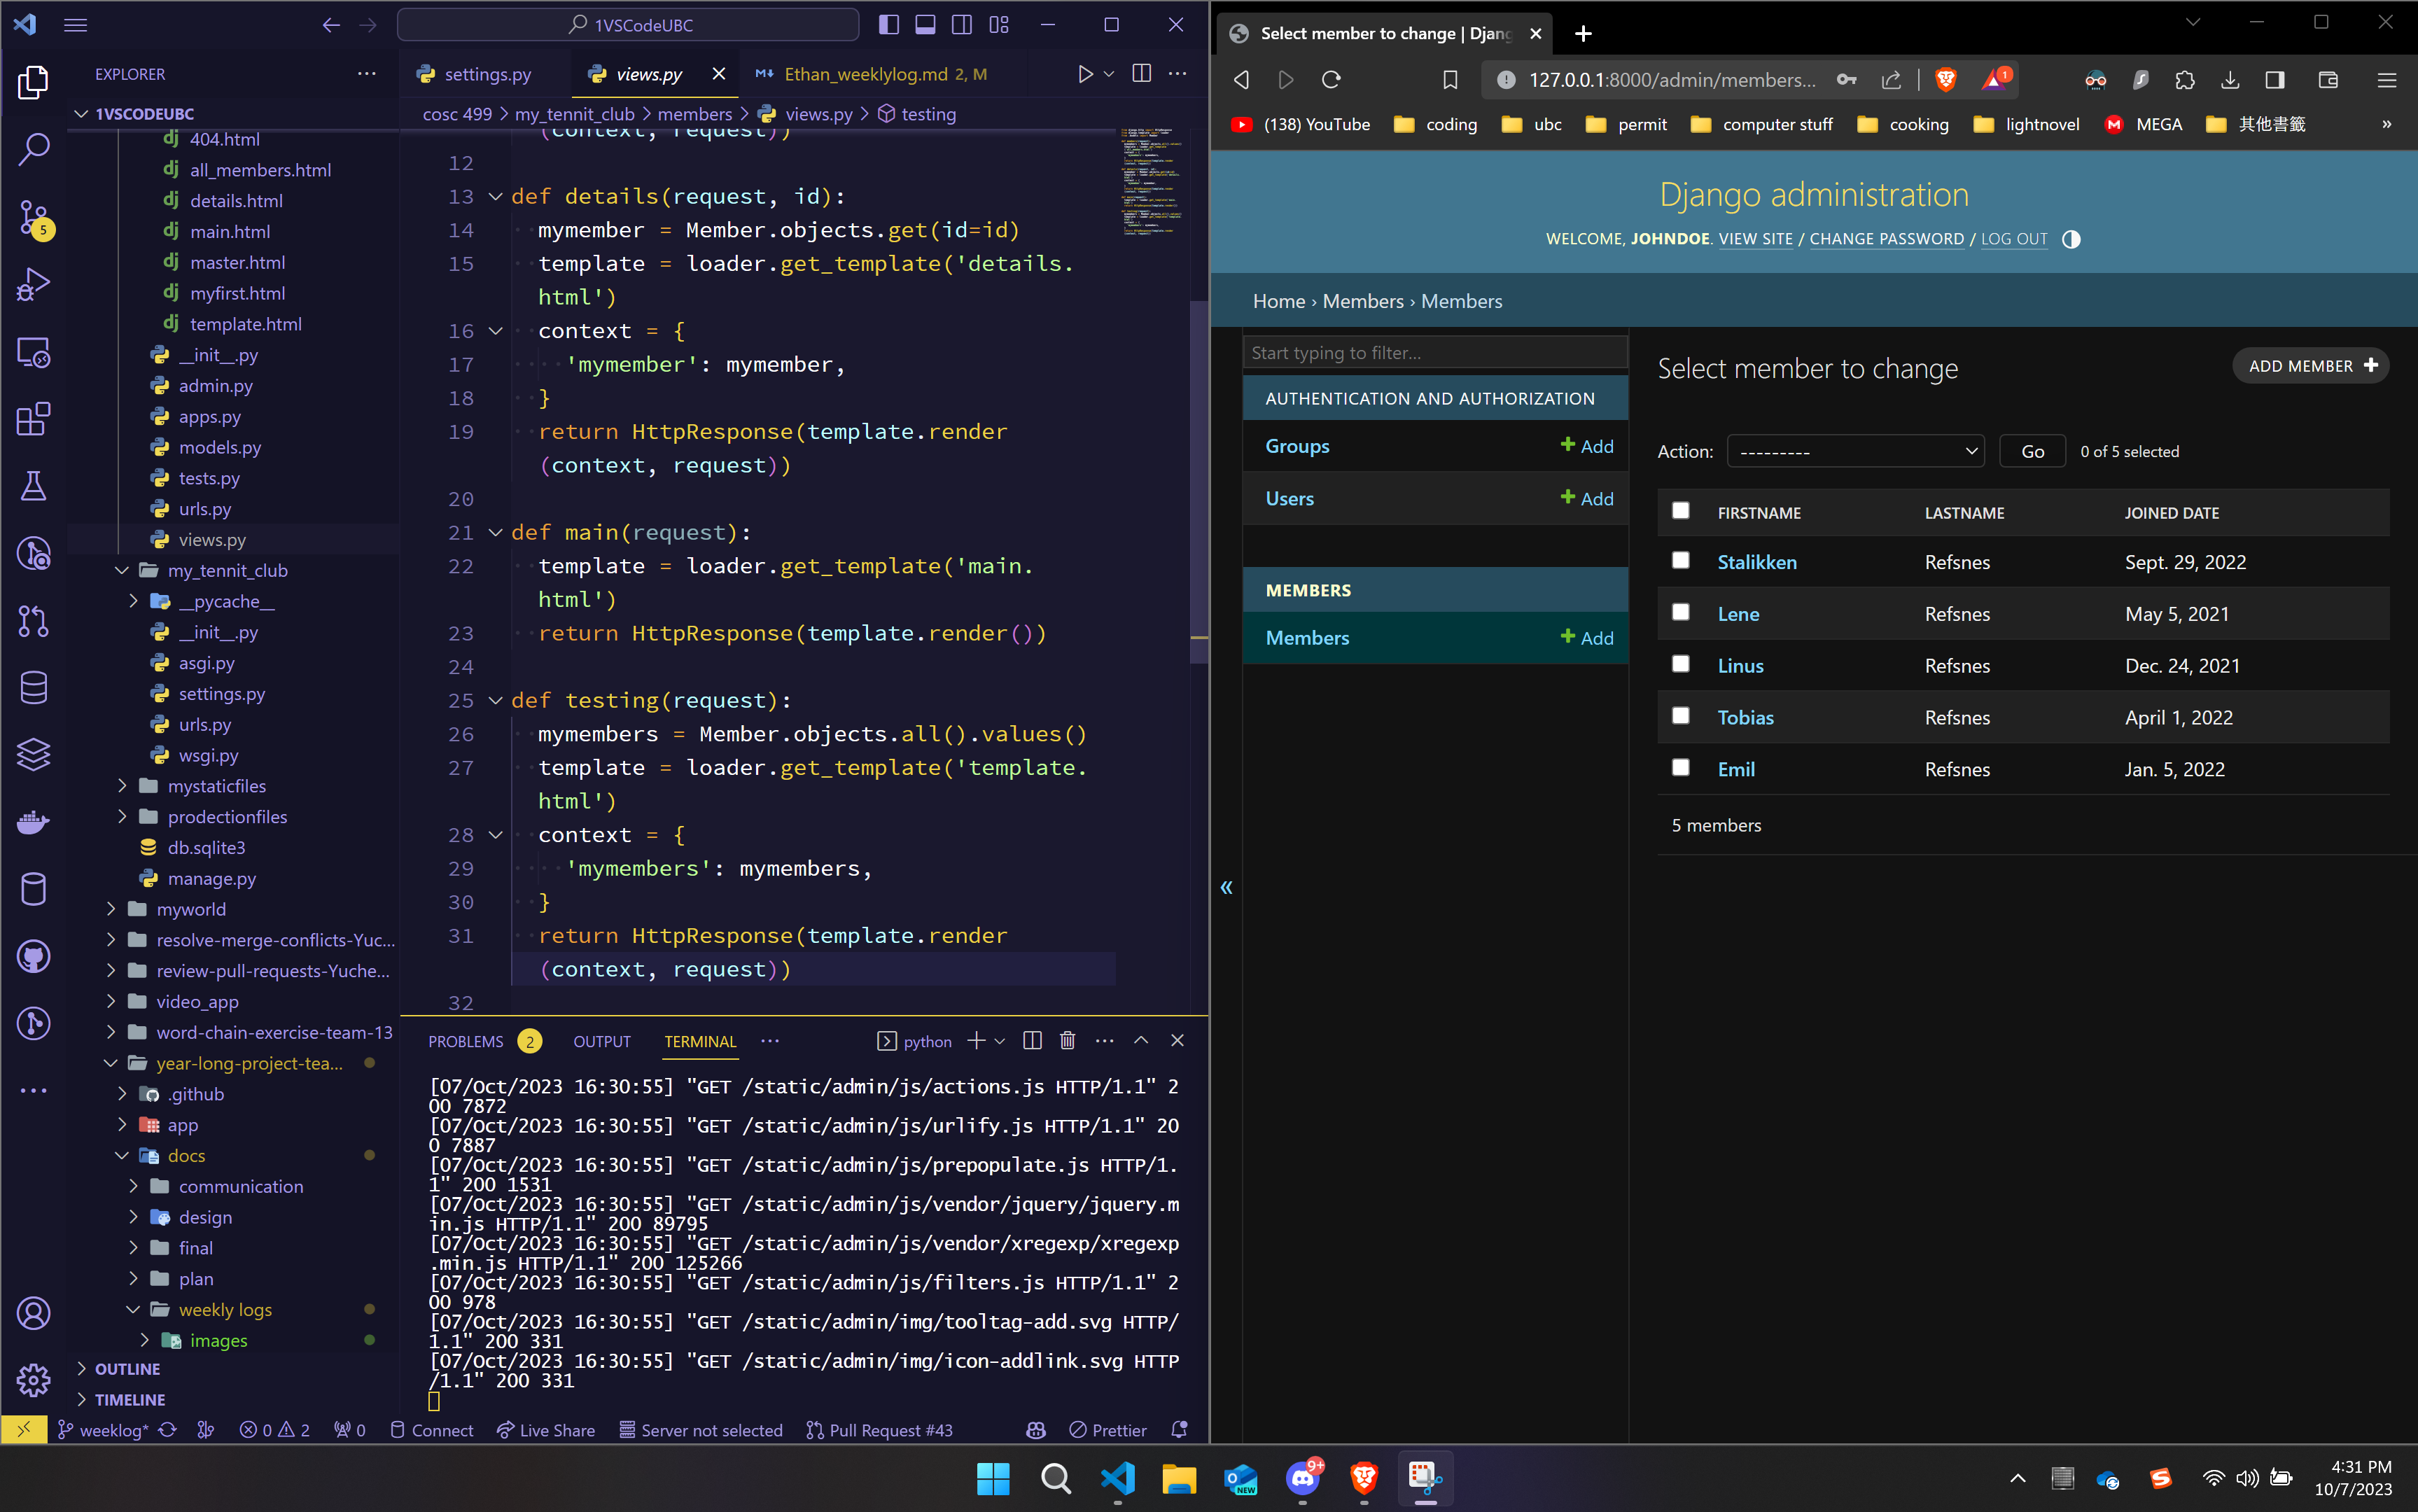 1VSCodeUBC
EXPLORER
1VSCODEUBC
404.html
all_members.html
details.html
main.html
master.html
myfirst.html
template.html
__init__.py
admin.py
apps.py
models.py
tests.py
urls.py
views.py
my_tennit_club
__pycache__
__init__.py
asgi.py
settings.py
urls.py
wsgi.py
mystaticfiles
prodectionfiles
db.sqlite3
manage.py
myworld
resolve-merge-conflicts-Yuc...
review-pull-requests-Yuche...
video_app
word-chain-exercise-team-13
year-long-project-tea...
.github
app
docs
communication
design
final
plan
weekly logs
images
OUTLINE
TIMELINE
5
settings.py
views.py
Ethan_weeklylog.md 2, M
cosc 499 > my_tennit_club > members > views.py > testing
(context, request))
12
13 def details(request, id):
14 mymember = Member.objects.get(id=id)
15 template = loader.get_template('details.
html')
16 context = {
17 'mymember': mymember,
18 }
19 return HttpResponse(template.render
(context, request))
20
21 def main(request):
22 template = loader.get_template('main.
html')
23 return HttpResponse(template.render())
24
25 def testing(request):
26 mymembers = Member.objects.all().values()
27 template = loader.get_template('template.
html')
28 context = {
29 'mymembers': mymembers,
30 }
31 return HttpResponse(template.render
(context, request))
32
PROBLEMS 2 OUTPUT TERMINAL ... python
[07/Oct/2023 16:30:55] "GET /static/admin/js/actions.js HTTP/1.1" 2
00 7872
[07/Oct/2023 16:30:55] "GET /static/admin/js/urlify.js HTTP/1.1" 20
0 7887
[07/Oct/2023 16:30:55] "GET /static/admin/js/prepopulate.js HTTP/1.
1" 200 1531
[07/Oct/2023 16:30:55] "GET /static/admin/js/vendor/jquery/jquery.m
in.js HTTP/1.1" 200 89795
[07/Oct/2023 16:30:55] "GET /static/admin/js/vendor/xregexp/xregexp
.min.js HTTP/1.1" 200 125266
[07/Oct/2023 16:30:55] "GET /static/admin/js/filters.js HTTP/1.1" 2
00 978
[07/Oct/2023 16:30:55] "GET /static/admin/img/tooltag-add.svg HTTP/
1.1" 200 331
[07/Oct/2023 16:30:55] "GET /static/admin/img/icon-addlink.svg HTTP
/1.1" 200 331
weeklog* 0 2 0 Connect Live Share Server not selected Pull Request #43 Prettier
Select member to change | Djang
127.0.0.1:8000/admin/members...
1
(138) YouTube coding ubc permit computer stuff cooking lightnovel MEGA 其他書籤 »
Django administration
WELCOME, JOHNDOE. VIEW SITE / CHANGE PASSWORD / LOG OUT
Home › Members › Members
Start typing to filter...
AUTHENTICATION AND AUTHORIZATION
Groups + Add
Users + Add
MEMBERS
Members + Add
«
Select member to change
ADD MEMBER +
Action: --------- Go 0 of 5 selected
FIRSTNAME LASTNAME JOINED DATE
Stalikken Refsnes Sept. 29, 2022
Lene Refsnes May 5, 2021
Linus Refsnes Dec. 24, 2021
Tobias Refsnes April 1, 2022
Emil Refsnes Jan. 5, 2022
5 members
NEW
9+
4:31 PM
10/7/2023